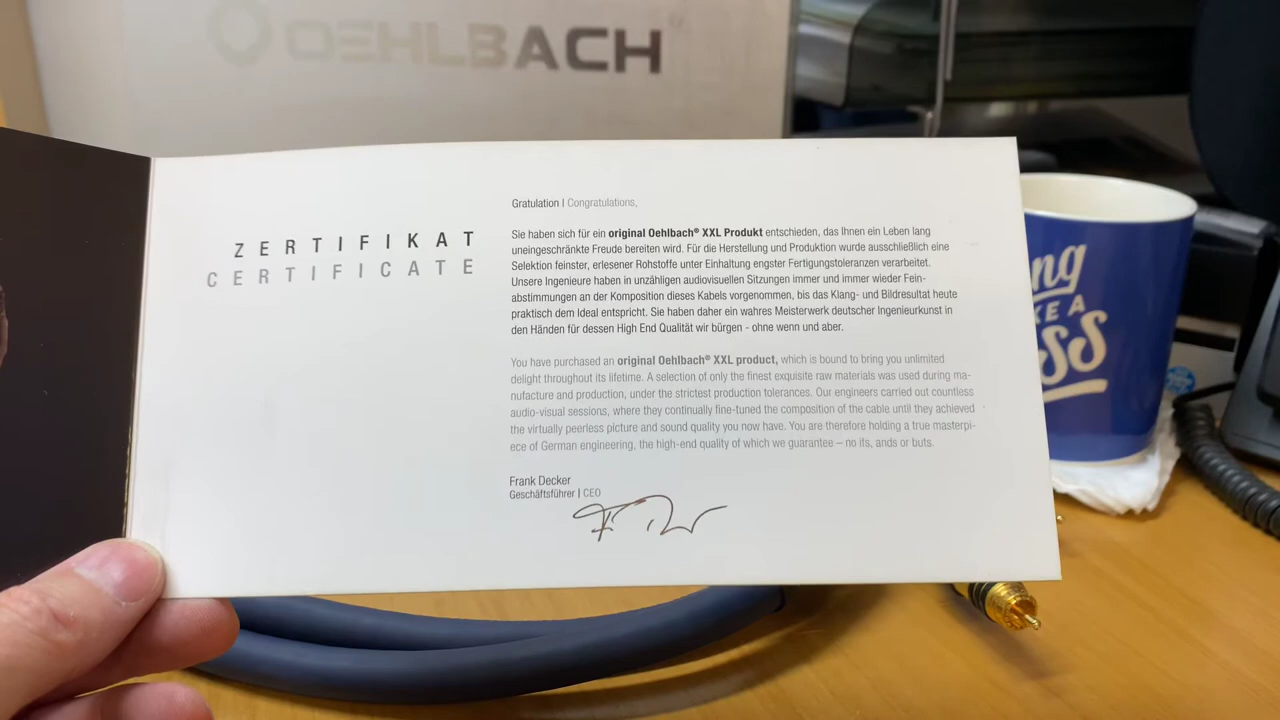 OEHLBACH
Gratulation | Congratulations,
ZERTIFIKAT
CERTIFICATE
Sie haben sich für ein original Oehlbach® XXL Produkt entschieden, das Ihnen ein Leben lang
uneingeschränkte Freude bereiten wird. Für die Herstellung und Produktion wurde ausschließlich eine
Selektion feinster, erlesener Rohstoffe unter Einhaltung engster Fertigungstoleranzen verarbeitet.
Unsere Ingenieure haben in unzähligen audiovisuellen Sitzungen immer und immer wieder Fein-
abstimmungen an der Komposition dieses Kabels vorgenommen, bis das Klang- und Bildresultat heute
praktisch dem Ideal entspricht. Sie haben daher ein wahres Meisterwerk deutscher Ingenieurkunst in
den Händen für dessen High End Qualität wir bürgen - ohne wenn und aber.
You have purchased an original Oehlbach® XXL product, which is bound to bring you unlimited
delight throughout its lifetime. A selection of only the finest exquisite raw materials was used during ma-
nufacture and production, under the strictest production tolerances. Our engineers carried out countless
audio-visual sessions, where they continually fine-tuned the composition of the cable until they achieved
the virtually peerless picture and sound quality you now have. You are therefore holding a true masterpi-
ece of German engineering, the high-end quality of which we guarantee – no its, ands or buts.
Frank Decker
Geschäftsführer | CEO